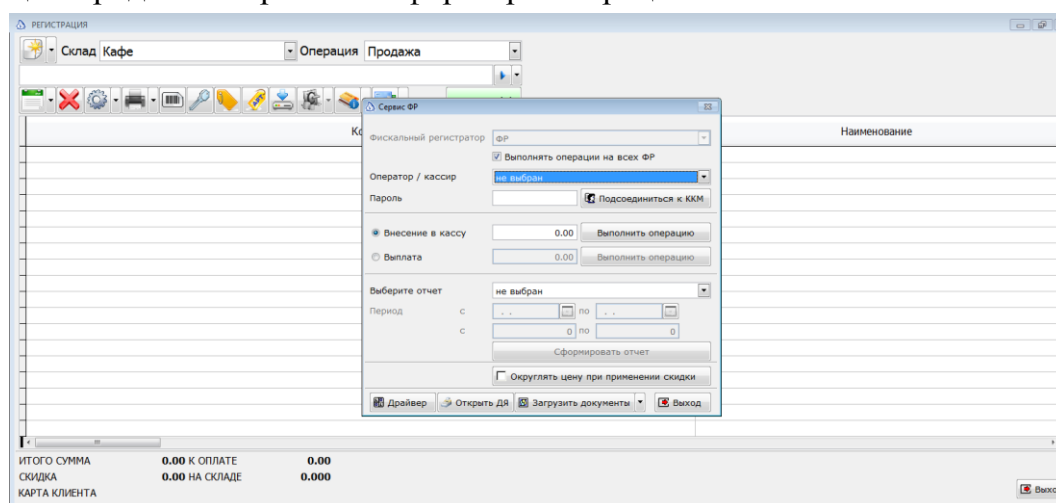 РЕГИСТРАЦИЯ
Склад Кафе Операция Продажа
Сервис ФР
Фискальный регистратор ФР
Выполнять операции на всех ФР
Оператор / кассир не выбран
Пароль Подсоединиться к ККМ
Внесение в кассу 0.00 Выполнить операцию
Выплата 0.00 Выполнить операцию
Выберите отчет не выбран
Период с . . по . .
с 0 по 0
Сформировать отчет
Округлять цену при применении скидки
Драйвер Открыть ДЯ Загрузить документы Выход
Наименование
ИТОГО СУММА 0.00 К ОПЛАТЕ 0.00
СКИДКА 0.00 НА СКЛАДЕ 0.000
КАРТА КЛИЕНТА